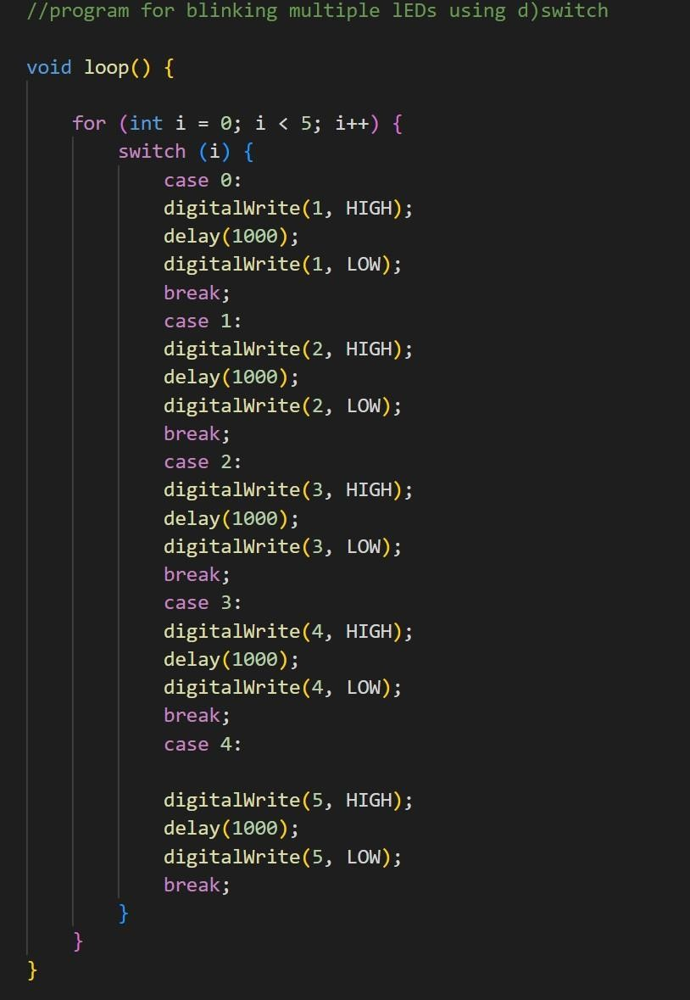 //program for blinking multiple lEDs using d)switch
void loop() {
for (int i = 0; i < 5; i++) {
switch (i) {
case 0:
digitalWrite(1, HIGH);
delay(1000);
digitalWrite(1, LOW);
break;
case 1:
digitalWrite(2, HIGH);
delay(1000);
digitalWrite(2, LOW);
break;
case 2:
digitalWrite(3, HIGH);
delay(1000);
digitalWrite(3, LOW);
break;
case 3:
digitalWrite(4, HIGH);
delay(1000);
digitalWrite(4, LOW);
break;
case 4:
digitalWrite(5, HIGH);
delay(1000);
digitalWrite(5, LOW);
break;
}
}
}